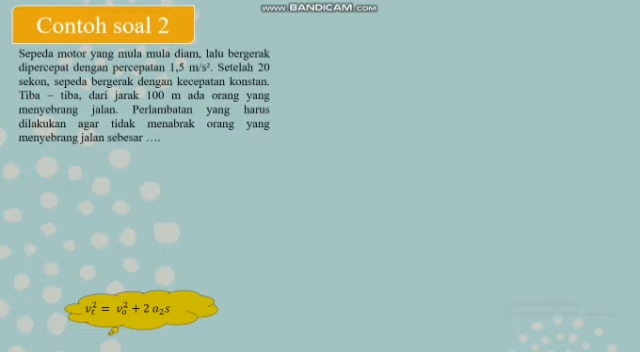 www.BANDICAM.com
Contoh soal 2
Sepeda motor yang mula mula diam, lalu bergerak
dipercepat dengan percepatan 1,5 m/s². Setelah 20
sekon, sepeda bergerak dengan kecepatan konstan.
Tiba – tiba, dari jarak 100 m ada orang yang
menyebrang jalan. Perlambatan yang harus
dilakukan agar tidak menabrak orang yang
menyebrang jalan sebesar ….
v_t² = v_o² + 2 a₂s